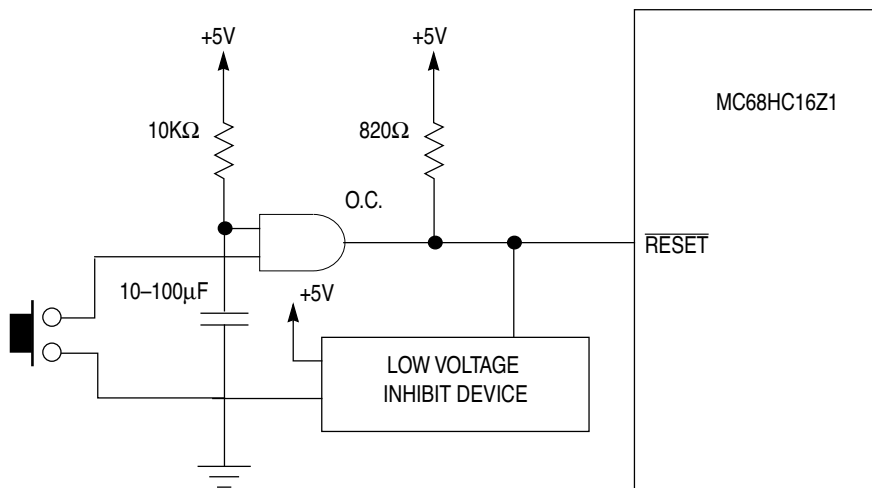 +5V
+5V
MC68HC16Z1
10KΩ
820Ω
O.C.
RESET
10–100µF
+5V
LOW VOLTAGE
INHIBIT DEVICE